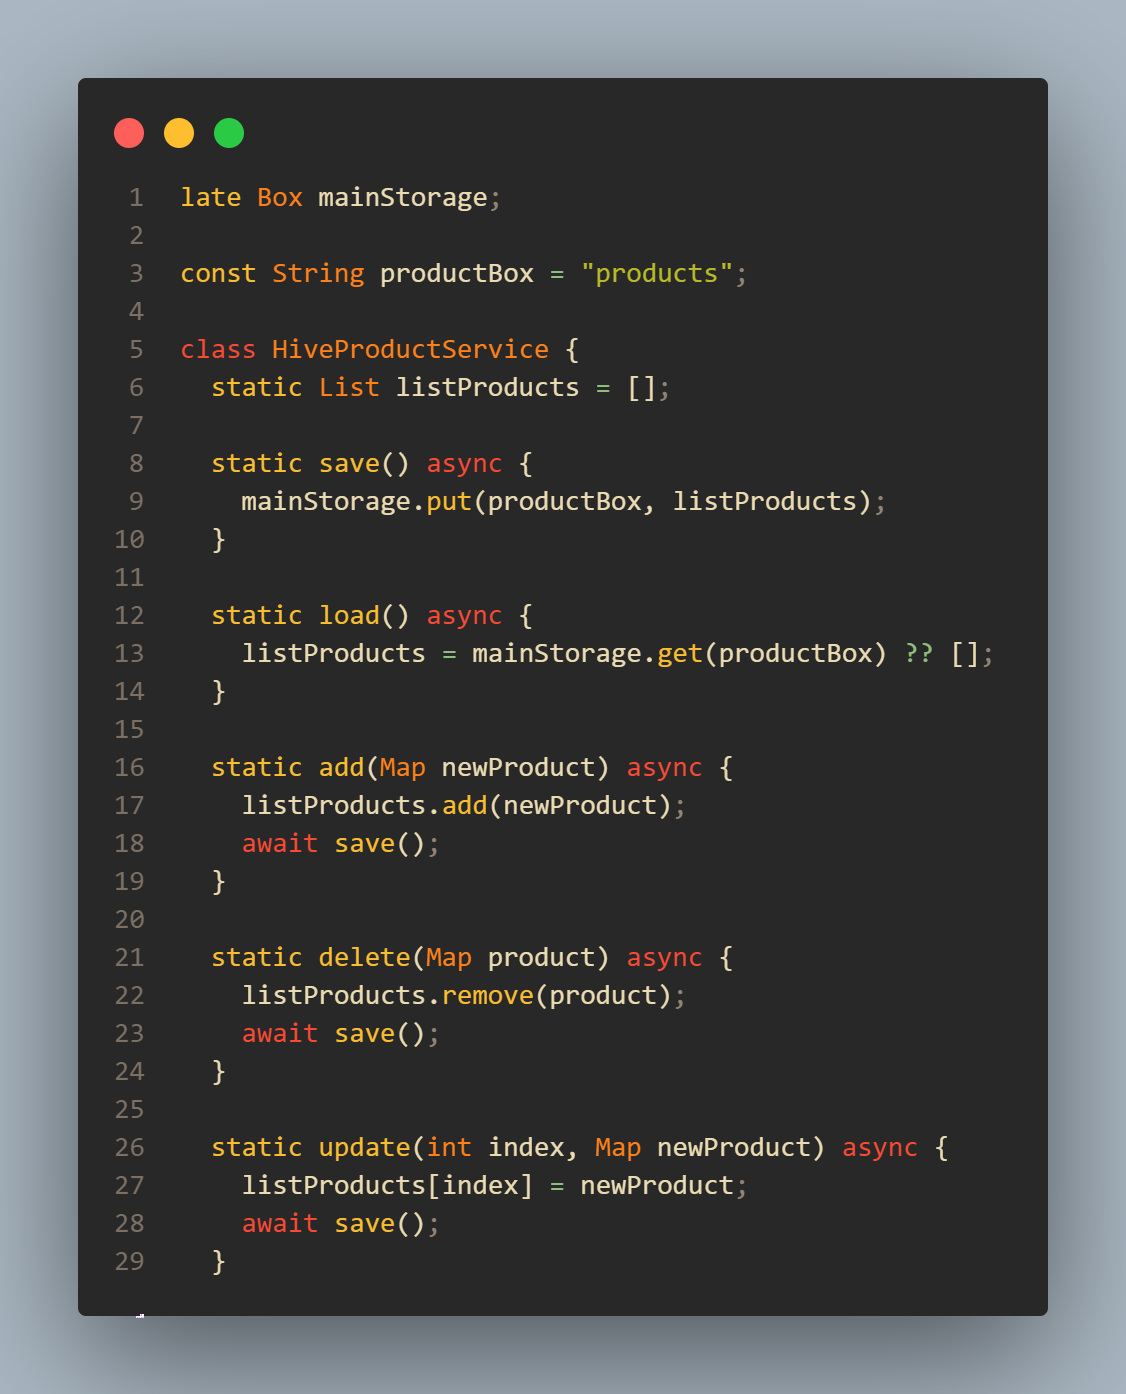 1 late Box mainStorage;
2
3 const String productBox = "products";
4
5 class HiveProductService {
6   static List listProducts = [];
7
8   static save() async {
9     mainStorage.put(productBox, listProducts);
10   }
11
12   static load() async {
13     listProducts = mainStorage.get(productBox) ?? [];
14   }
15
16   static add(Map newProduct) async {
17     listProducts.add(newProduct);
18     await save();
19   }
20
21   static delete(Map product) async {
22     listProducts.remove(product);
23     await save();
24   }
25
26   static update(int index, Map newProduct) async {
27     listProducts[index] = newProduct;
28     await save();
29   }